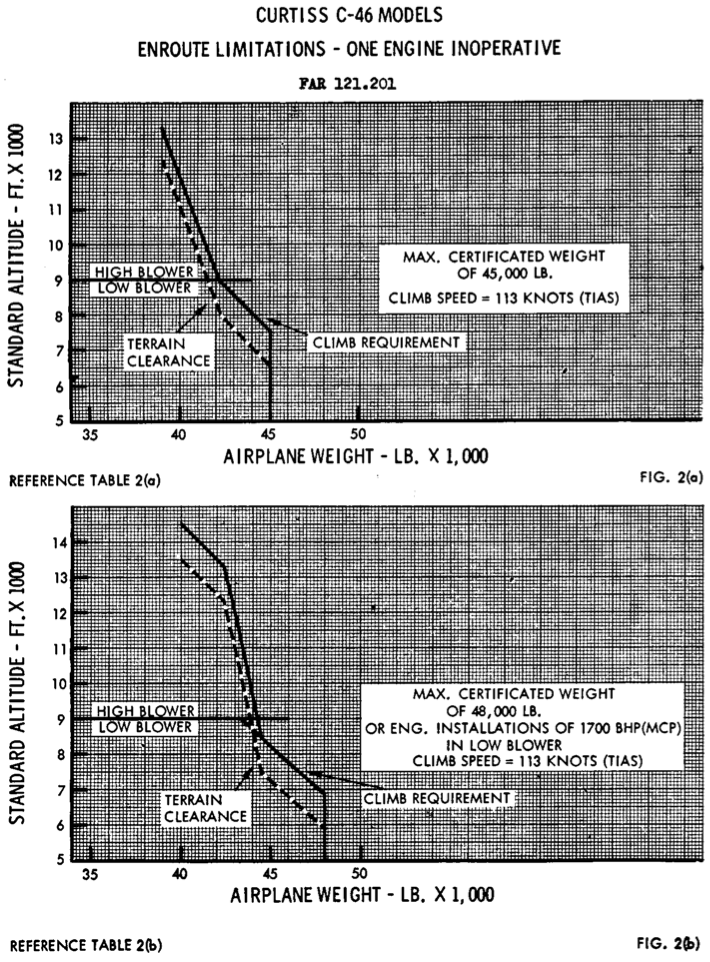 CURTISS C-46 MODELS
ENROUTE LIMITATIONS - ONE ENGINE INOPERATIVE
FAR 121.201
STANDARD ALTITUDE - FT. X 1000
13
12
11
10
9
8
7
6
5
HIGH BLOWER
LOW BLOWER
TERRAIN
CLEARANCE
CLIMB REQUIREMENT
MAX. CERTIFICATED WEIGHT
OF 45,000 LB.
CLIMB SPEED = 113 KNOTS (TIAS)
35
40
45
50
AIRPLANE WEIGHT - LB. X 1,000
REFERENCE TABLE 2(a)
FIG. 2(a)
STANDARD ALTITUDE - FT. X 1000
14
13
12
11
10
9
8
7
6
5
HIGH BLOWER
LOW BLOWER
TERRAIN
CLEARANCE
CLIMB REQUIREMENT
MAX. CERTIFICATED WEIGHT
OF 48,000 LB.
OR ENG. INSTALLATIONS OF 1700 BHP(MCP)
IN LOW BLOWER
CLIMB SPEED = 113 KNOTS (TIAS)
35
40
45
50
AIRPLANE WEIGHT - LB. X 1,000
REFERENCE TABLE 2(b)
FIG. 2(b)